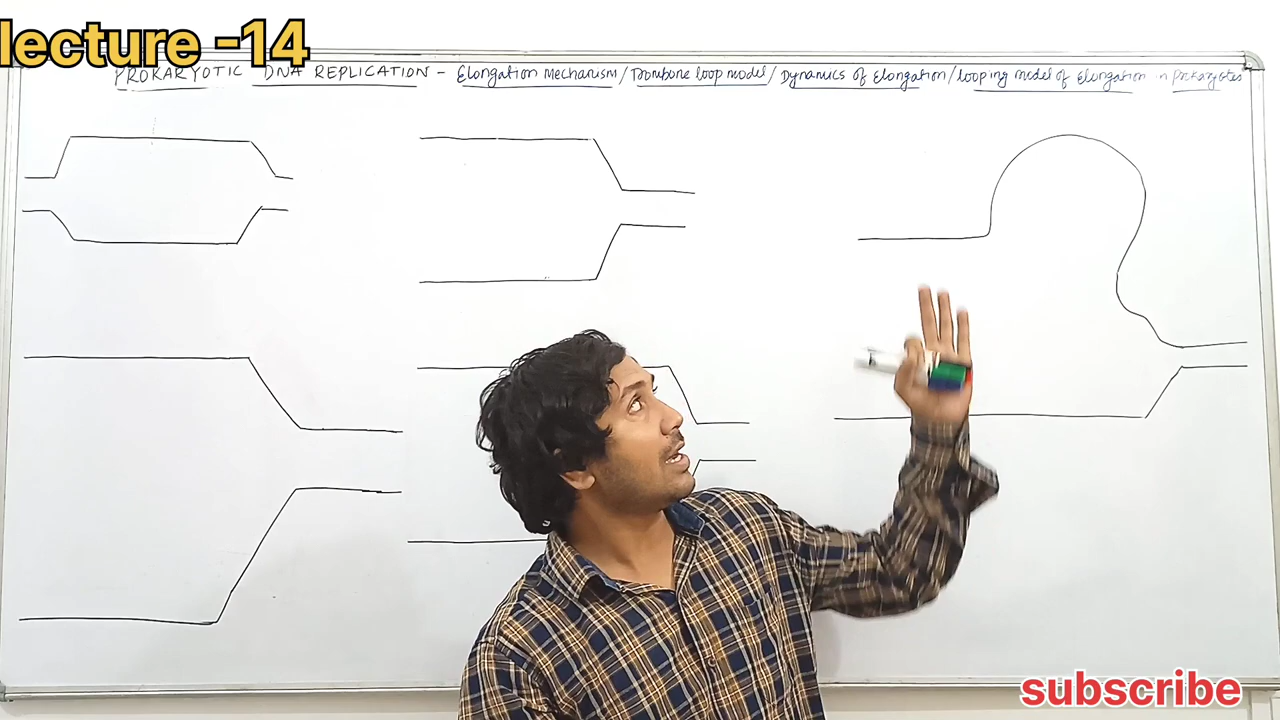 lecture -14
PROKARYOTIC DNA REPLICATION - Elongation Mechanism/Trombone loop model/Dynamics of Elongation/looping model of Elongation in prokaryotes
subscribe